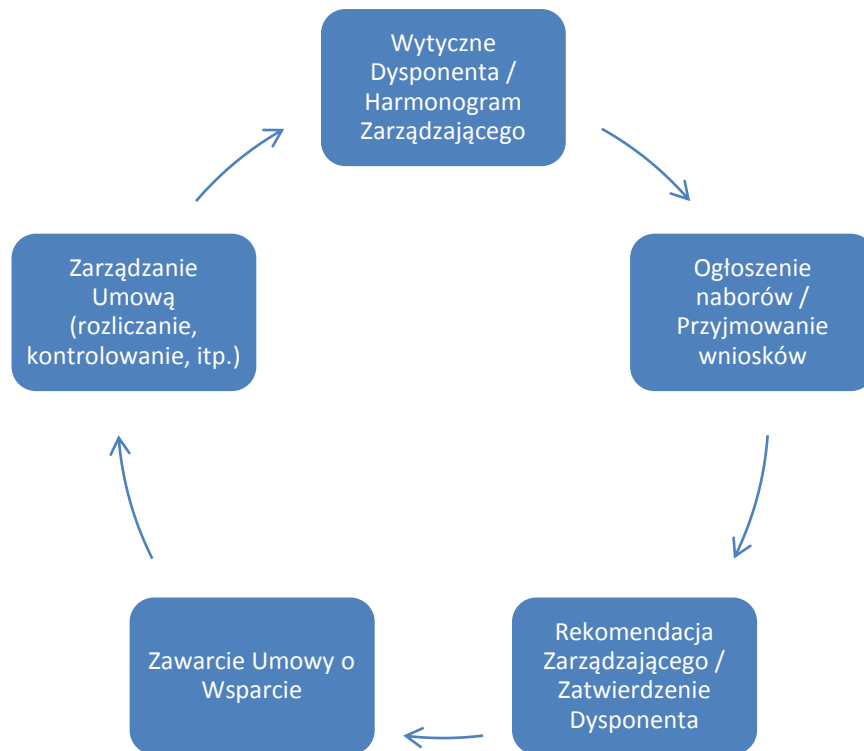 Wytyczne
Dysponenta /
Harmonogram
Zarządzającego
Ogłoszenie
naborów /
Przyjmowanie
wniosków
Rekomendacja
Zarządzającego /
Zatwierdzenie
Dysponenta
Zawarcie Umowy o
Wsparcie
Zarządzanie
Umową
(rozliczanie,
kontrolowanie, itp.)